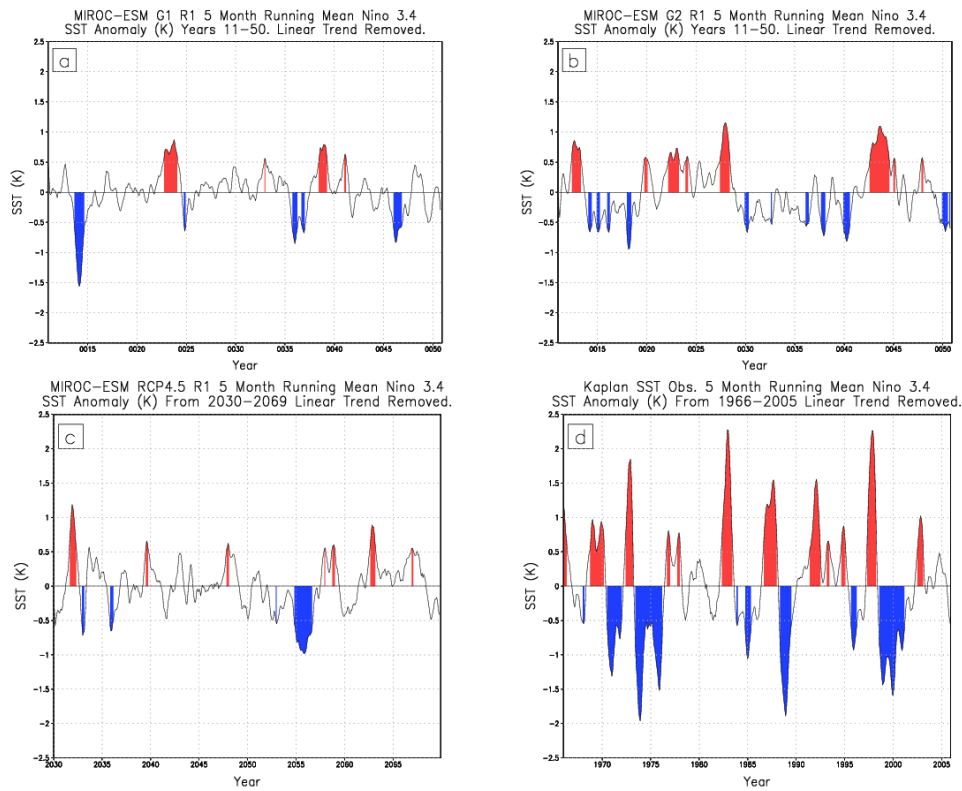 MIROC-ESM G1 R1 5 Month Running Mean Nino 3.4
SST Anomaly (K) Years 11-50. Linear Trend Removed.
a
2.5
2
1.5
1
0.5
0
-0.5
-1
-1.5
-2
-2.5
SST (K)
0015 0020 0025 0030 0035 0040 0045 0050
Year
MIROC-ESM G2 R1 5 Month Running Mean Nino 3.4
SST Anomaly (K) Years 11-50. Linear Trend Removed.
b
2.5
2
1.5
1
0.5
0
-0.5
-1
-1.5
-2
-2.5
SST (K)
0015 0020 0025 0030 0035 0040 0045 0050
Year
MIROC-ESM RCP4.5 R1 5 Month Running Mean Nino 3.4
SST Anomaly (K) From 2030-2069 Linear Trend Removed.
c
2.5
2
1.5
1
0.5
0
-0.5
-1
-1.5
-2
-2.5
SST (K)
2030 2035 2040 2045 2050 2055 2060 2065
Year
Kaplan SST Obs. 5 Month Running Mean Nino 3.4
SST Anomaly (K) From 1966-2005 Linear Trend Removed.
d
2.5
2
1.5
1
0.5
0
-0.5
-1
-1.5
-2
-2.5
SST (K)
1970 1975 1980 1985 1990 1995 2000 2005
Year